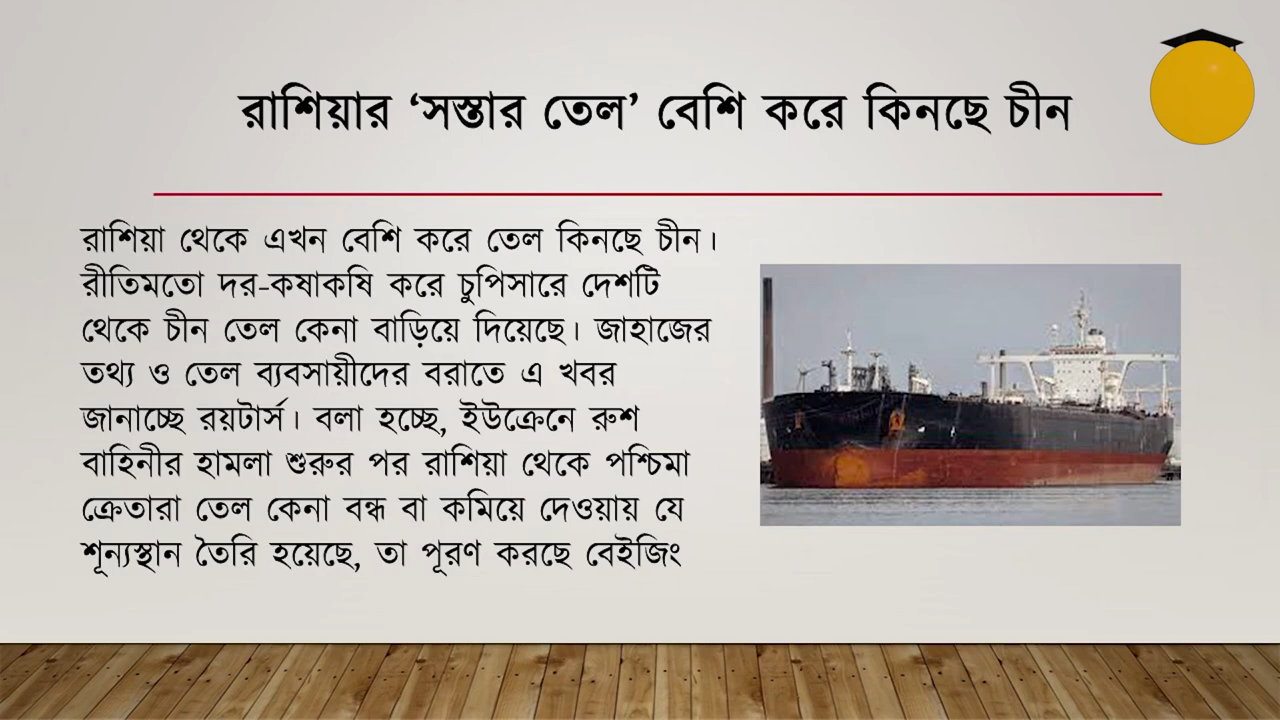 রাশিয়ার ‘সস্তার তেল’ বেশি করে কিনছে চীন
রাশিয়া থেকে এখন বেশি করে তেল কিনছে চীন।
রীতিমতো দর-কষাকষি করে চুপিসারে দেশটি
থেকে চীন তেল কেনা বাড়িয়ে দিয়েছে। জাহাজের
তথ্য ও তেল ব্যবসায়ীদের বরাতে এ খবর
জানাচ্ছে রয়টার্স। বলা হচ্ছে, ইউক্রেনে রুশ
বাহিনীর হামলা শুরুর পর রাশিয়া থেকে পশ্চিমা
ক্রেতারা তেল কেনা বন্ধ বা কমিয়ে দেওয়ায় যে
শূন্যস্থান তৈরি হয়েছে, তা পূরণ করছে বেইজিং